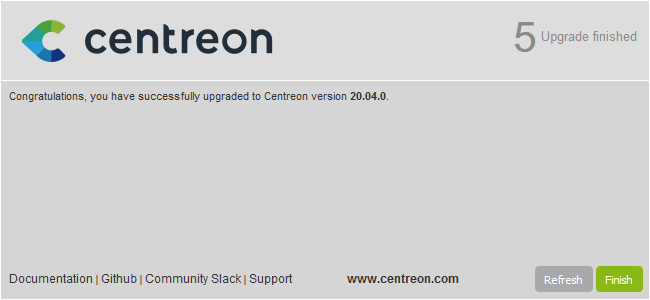 centreon
5 Upgrade finished
Congratulations, you have successfully upgraded to Centreon version 20.04.0.
Documentation | Github | Community Slack | Support www.centreon.com Refresh Finish